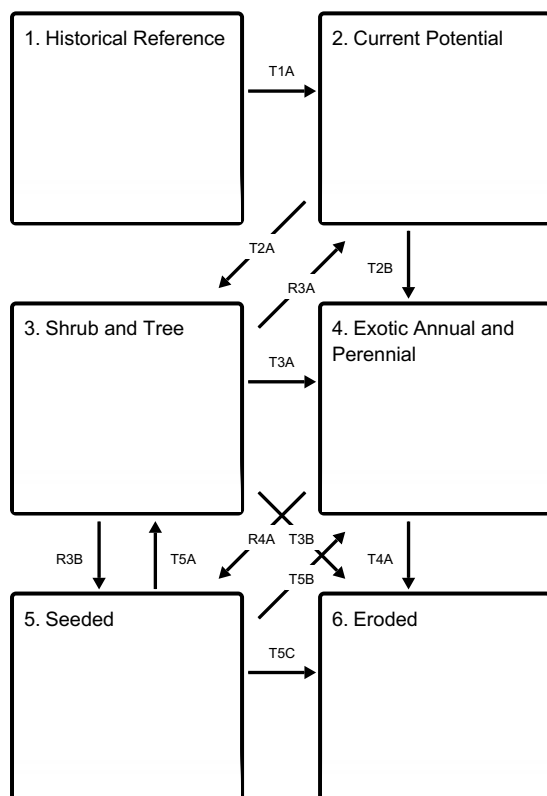 1. Historical Reference
2. Current Potential
T1A
T2A
R3A
T2B
3. Shrub and Tree
4. Exotic Annual and
Perennial
T3A
R3B
T5A
R4A
T3B
T5B
T4A
5. Seeded
6. Eroded
T5C